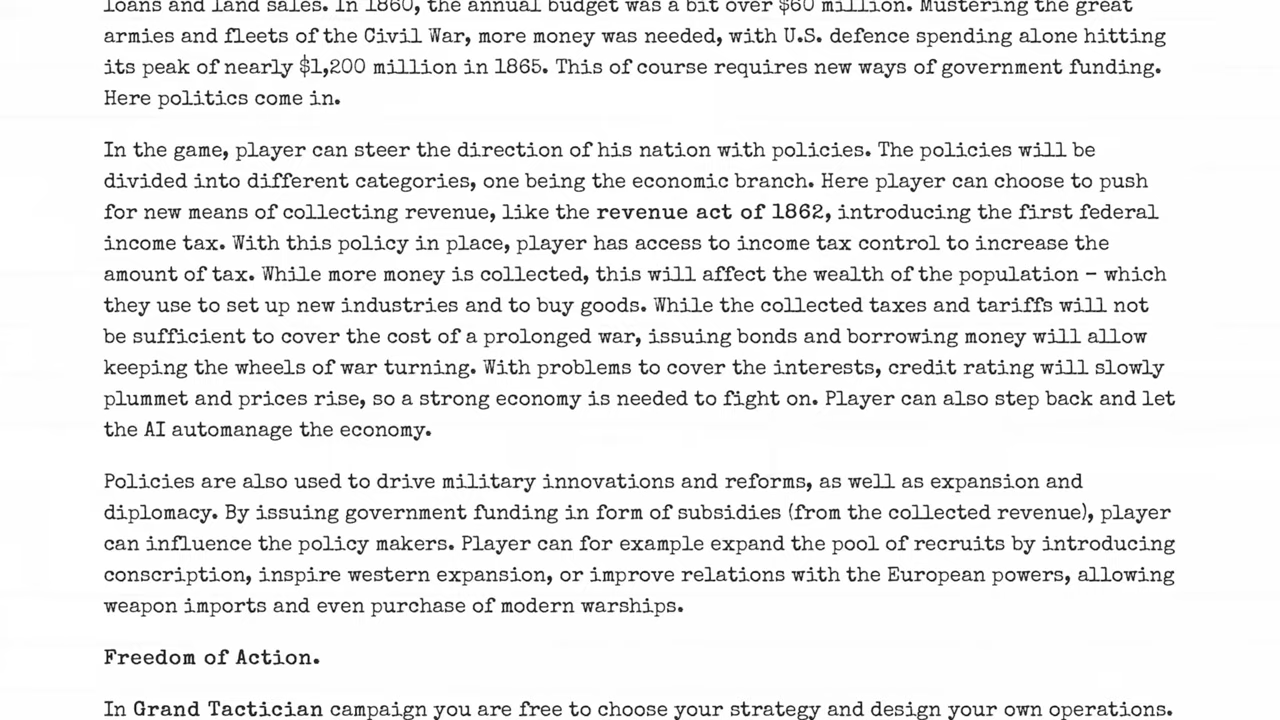 loans and land sales. In 1860, the annual budget was a bit over $60 million. Mustering the great
armies and fleets of the Civil War, more money was needed, with U.S. defence spending alone hitting
its peak of nearly $1,200 million in 1865. This of course requires new ways of government funding.
Here politics come in.
In the game, player can steer the direction of his nation with policies. The policies will be
divided into different categories, one being the economic branch. Here player can choose to push
for new means of collecting revenue, like the revenue act of 1862, introducing the first federal
income tax. With this policy in place, player has access to income tax control to increase the
amount of tax. While more money is collected, this will affect the wealth of the population – which
they use to set up new industries and to buy goods. While the collected taxes and tariffs will not
be sufficient to cover the cost of a prolonged war, issuing bonds and borrowing money will allow
keeping the wheels of war turning. With problems to cover the interests, credit rating will slowly
plummet and prices rise, so a strong economy is needed to fight on. Player can also step back and let
the AI automanage the economy.
Policies are also used to drive military innovations and reforms, as well as expansion and
diplomacy. By issuing government funding in form of subsidies (from the collected revenue), player
can influence the policy makers. Player can for example expand the pool of recruits by introducing
conscription, inspire western expansion, or improve relations with the European powers, allowing
weapon imports and even purchase of modern warships.
Freedom of Action.
In Grand Tactician campaign you are free to choose your strategy and design your own operations.